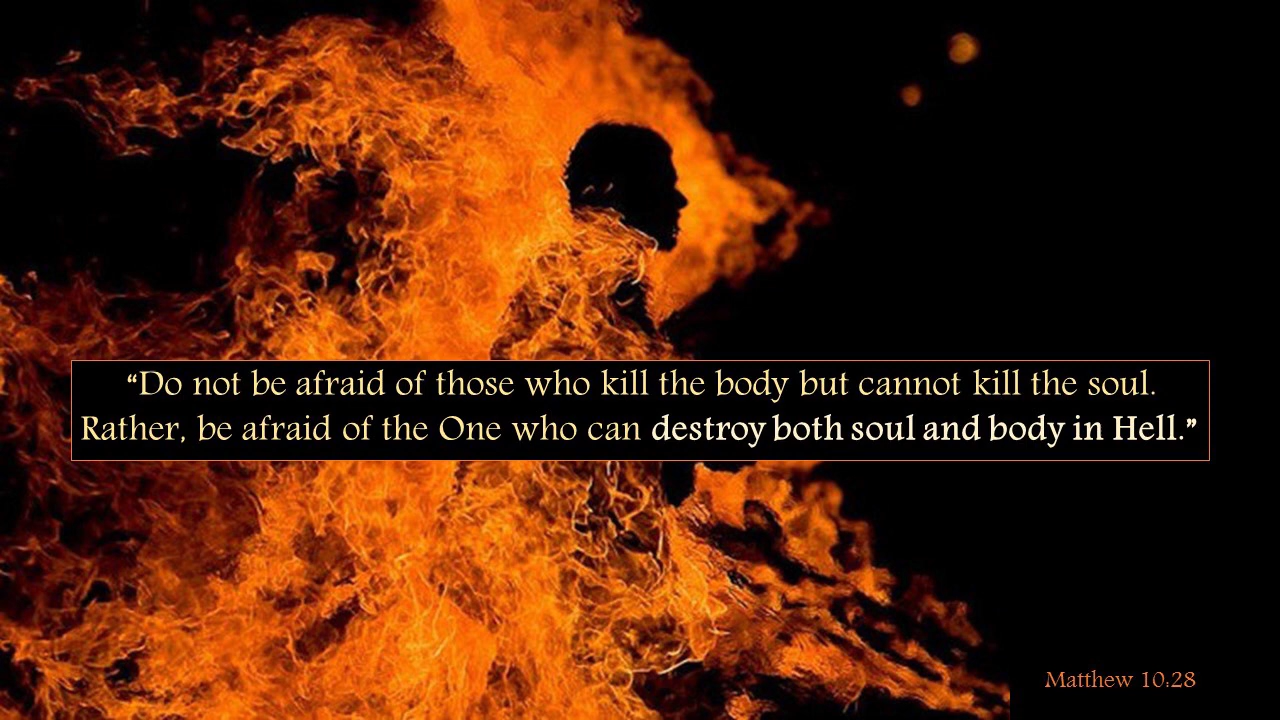 “Do not be afraid of those who kill the body but cannot kill the soul.
Rather, be afraid of the One who can destroy both soul and body in Hell.”
Matthew 10:28